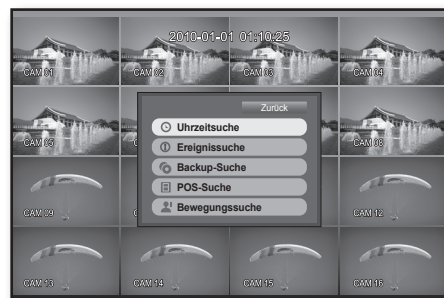 2010-01-01 01:10:25
CAM 01
CAM 02
CAM 03
CAM 04
Zurück
Uhrzeitsuche
CAM 05
Ereignissuche
CAM 08
Backup-Suche
POS-Suche
CAM 09
Bewegungssuche
CAM 12
CAM 13
CAM 14
CAM 15
CAM 16